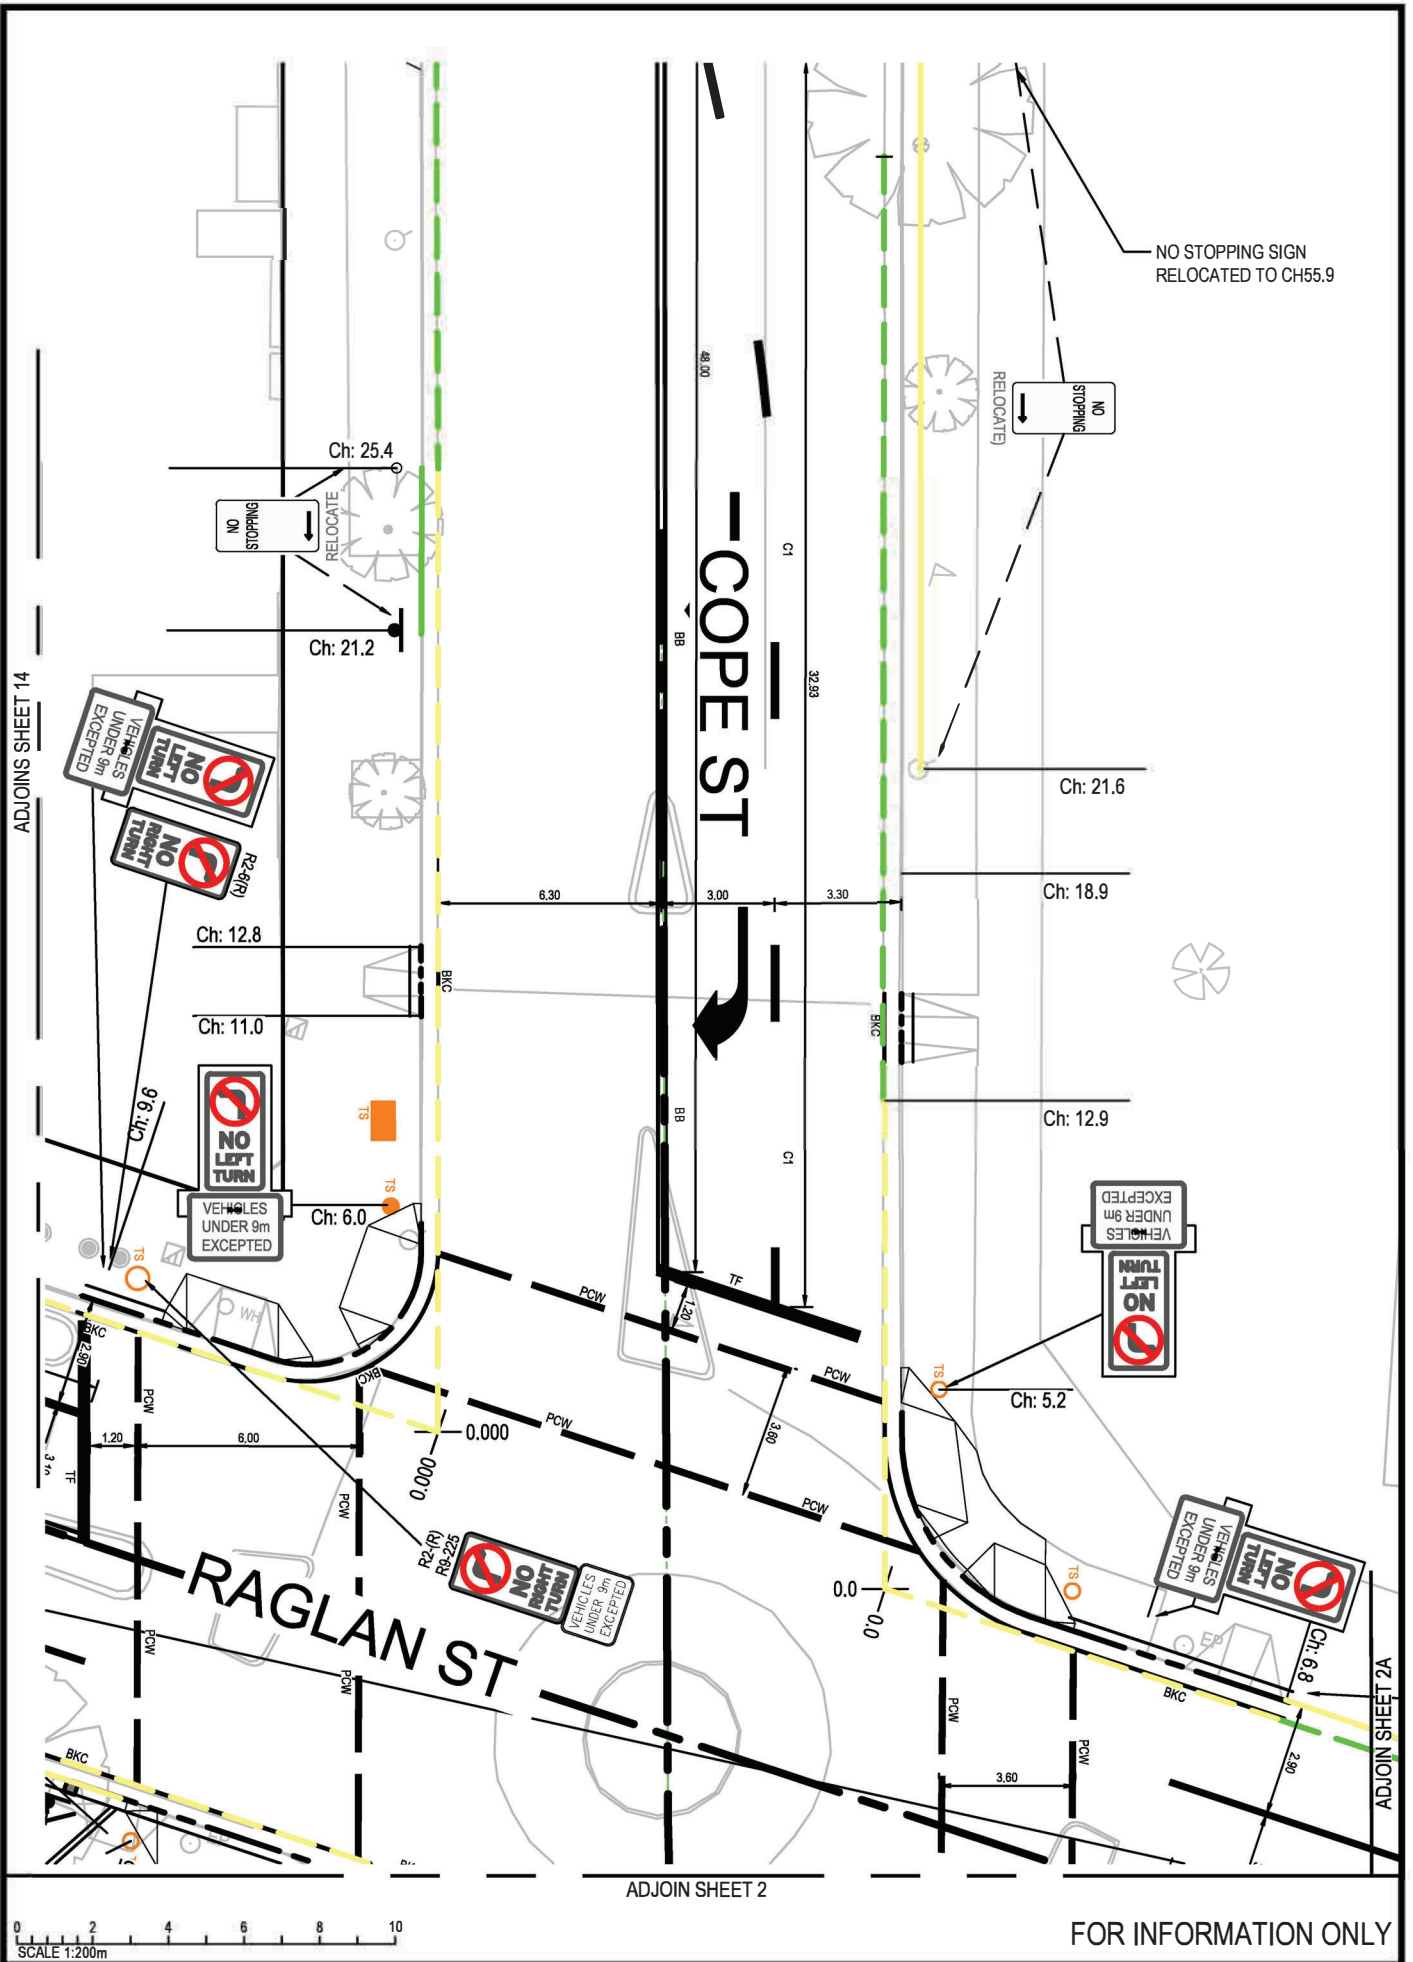 NO STOPPING SIGN
RELOCATED TO CH55.9
48.00
NO
STOPPING
RELOCATE)
Ch: 25.4
NO
STOPPING
RELOCATE
Ch: 21.2
C1
BB
COPE ST
32.93
ADJOINS SHEET 14
VEHICLES
UNDER 9m
EXCEPTED
NO
LEFT
TURN
NO
RIGHT
TURN
R2-6(R)
Ch: 21.6
Ch: 18.9
6.30
3.00
3.30
Ch: 12.8
BKC
Ch: 11.0
BKC
Ch: 9.6
TS
BB
C1
Ch: 12.9
NO
LEFT
TURN
VEHICLES
UNDER 9m
EXCEPTED
TS
Ch: 6.0
VEHICLES
UNDER 9m
EXCEPTED
NO
LEFT
TURN
TS
WH
PCW
TF
1.20
BKC
2.90
BKC
PCW
TS
Ch: 5.2
PCW
PCW
3.60
0.000
0.000
1.20
6.00
TF
PCW
PCW
R2-(R)
R9-225
NO
RIGHT
TURN
VEHICLES
UNDER 9m
EXCEPTED
RAGLAN ST
0.0
0.0
TS
VEHICLES
UNDER 9m
EXCEPTED
NO
LEFT
TURN
EP
Ch: 6.8
BKC
PCW
PCW
PCW
PCW
3.60
2.90
ADJOIN SHEET 2A
BKC
EP
ADJOIN SHEET 2
0 2 4 6 8 10
SCALE 1:200m
FOR INFORMATION ONLY